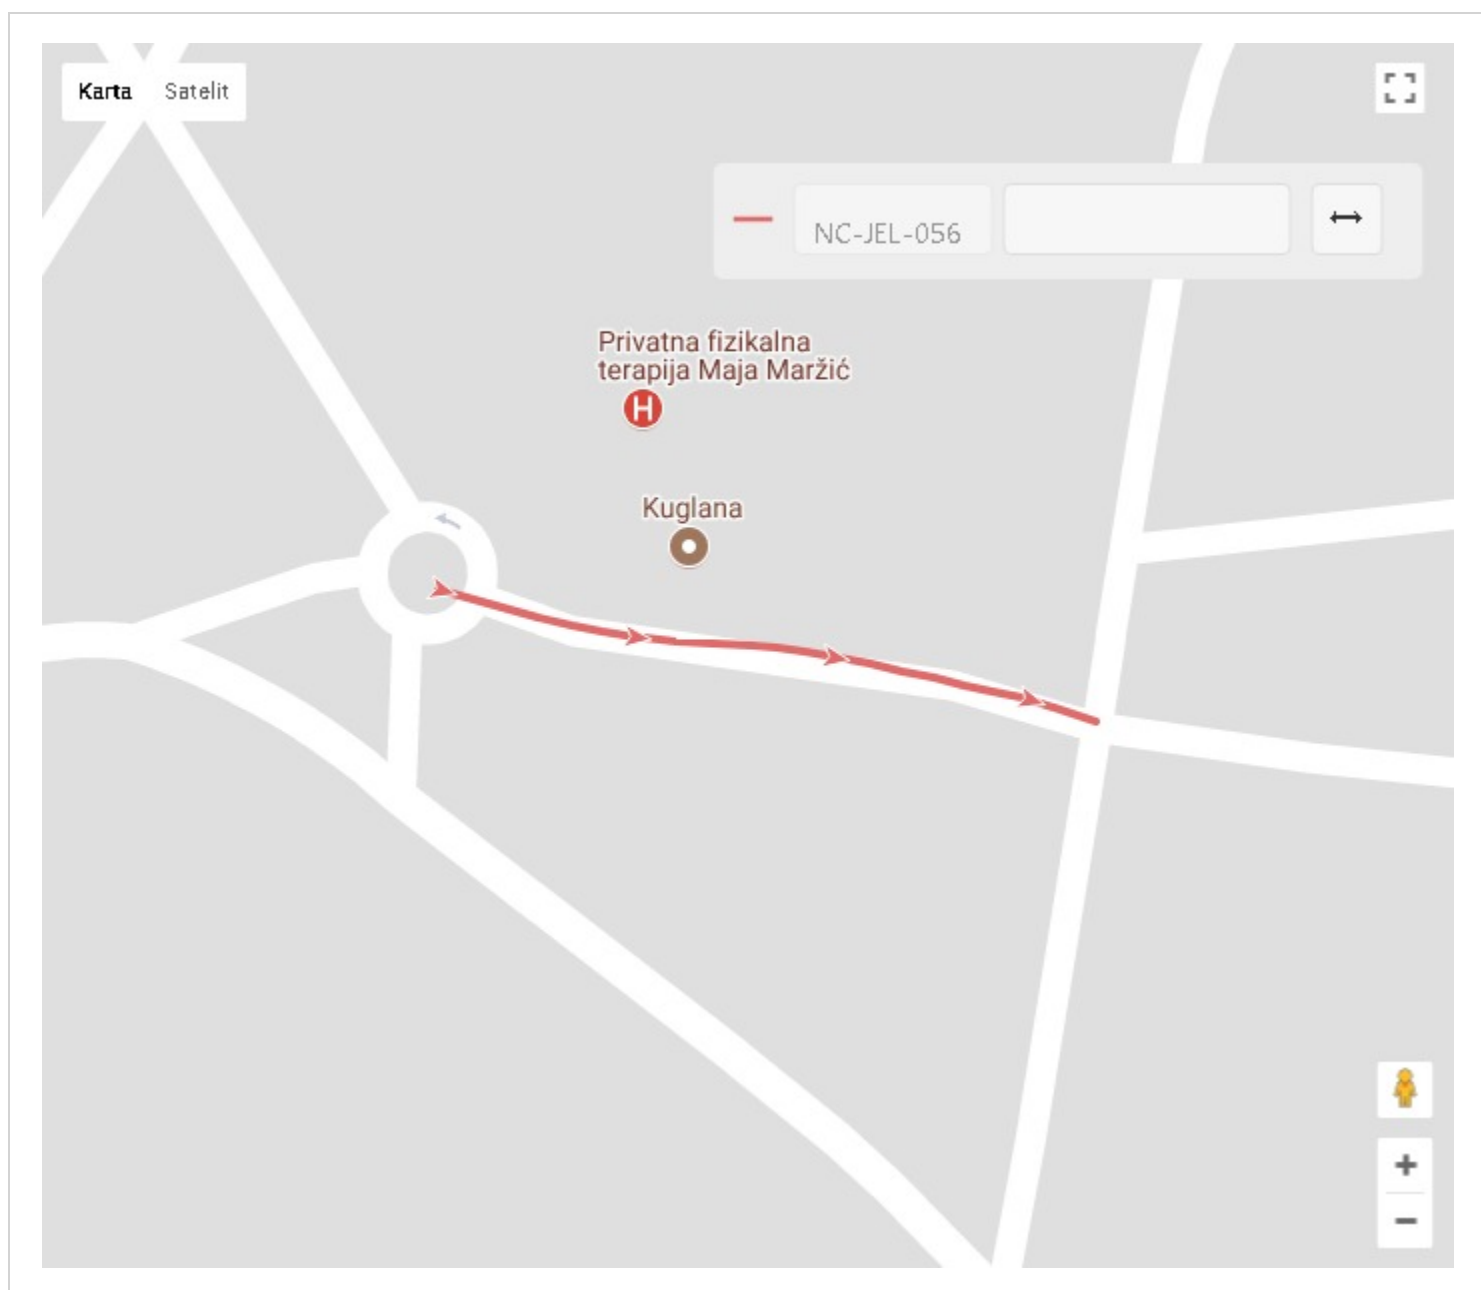 Karta Satelit
NC-JEL-056
Privatna fizikalna
terapija Maja Maržić
H
Kuglana
+
−